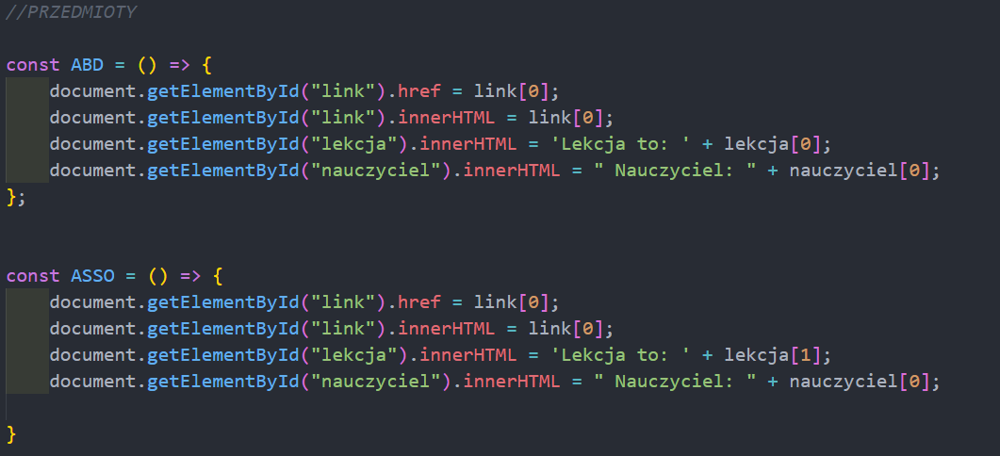 //PRZEDMIOTY
const ABD = () => {
document.getElementById("link").href = link[0];
document.getElementById("link").innerHTML = link[0];
document.getElementById("lekcja").innerHTML = 'Lekcja to: ' + lekcja[0];
document.getElementById("nauczyciel").innerHTML = " Nauczyciel: " + nauczyciel[0];
};
const ASSO = () => {
document.getElementById("link").href = link[0];
document.getElementById("link").innerHTML = link[0];
document.getElementById("lekcja").innerHTML = 'Lekcja to: ' + lekcja[1];
document.getElementById("nauczyciel").innerHTML = " Nauczyciel: " + nauczyciel[0];
}